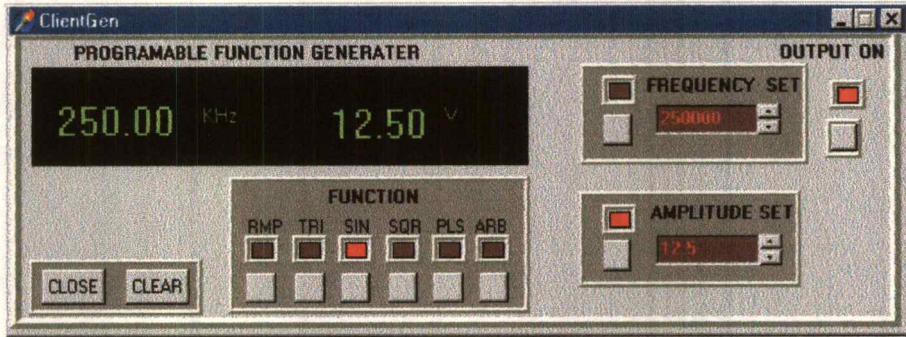 ClientGen
PROGRAMABLE FUNCTION GENERATER
OUTPUT ON
250.00 KHz 12.50 V
FREQUENCY SET
250000
FUNCTION
RMP TRI SIN SQR PLS ARB
AMPLITUDE SET
12.5
CLOSE CLEAR